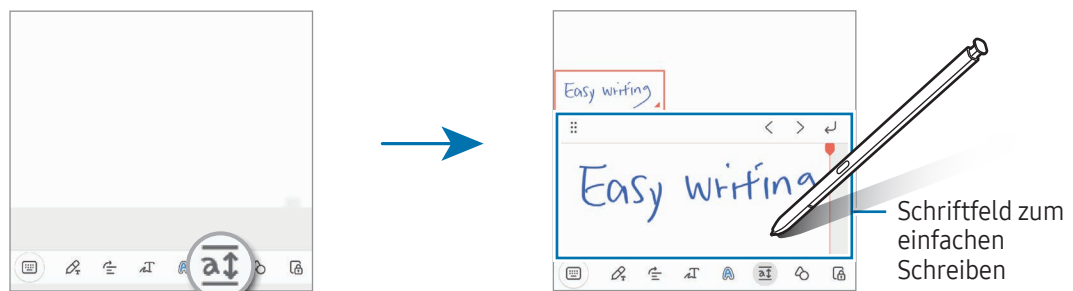 Easy writing
Easy writing
Schriftfeld zum
einfachen
Schreiben